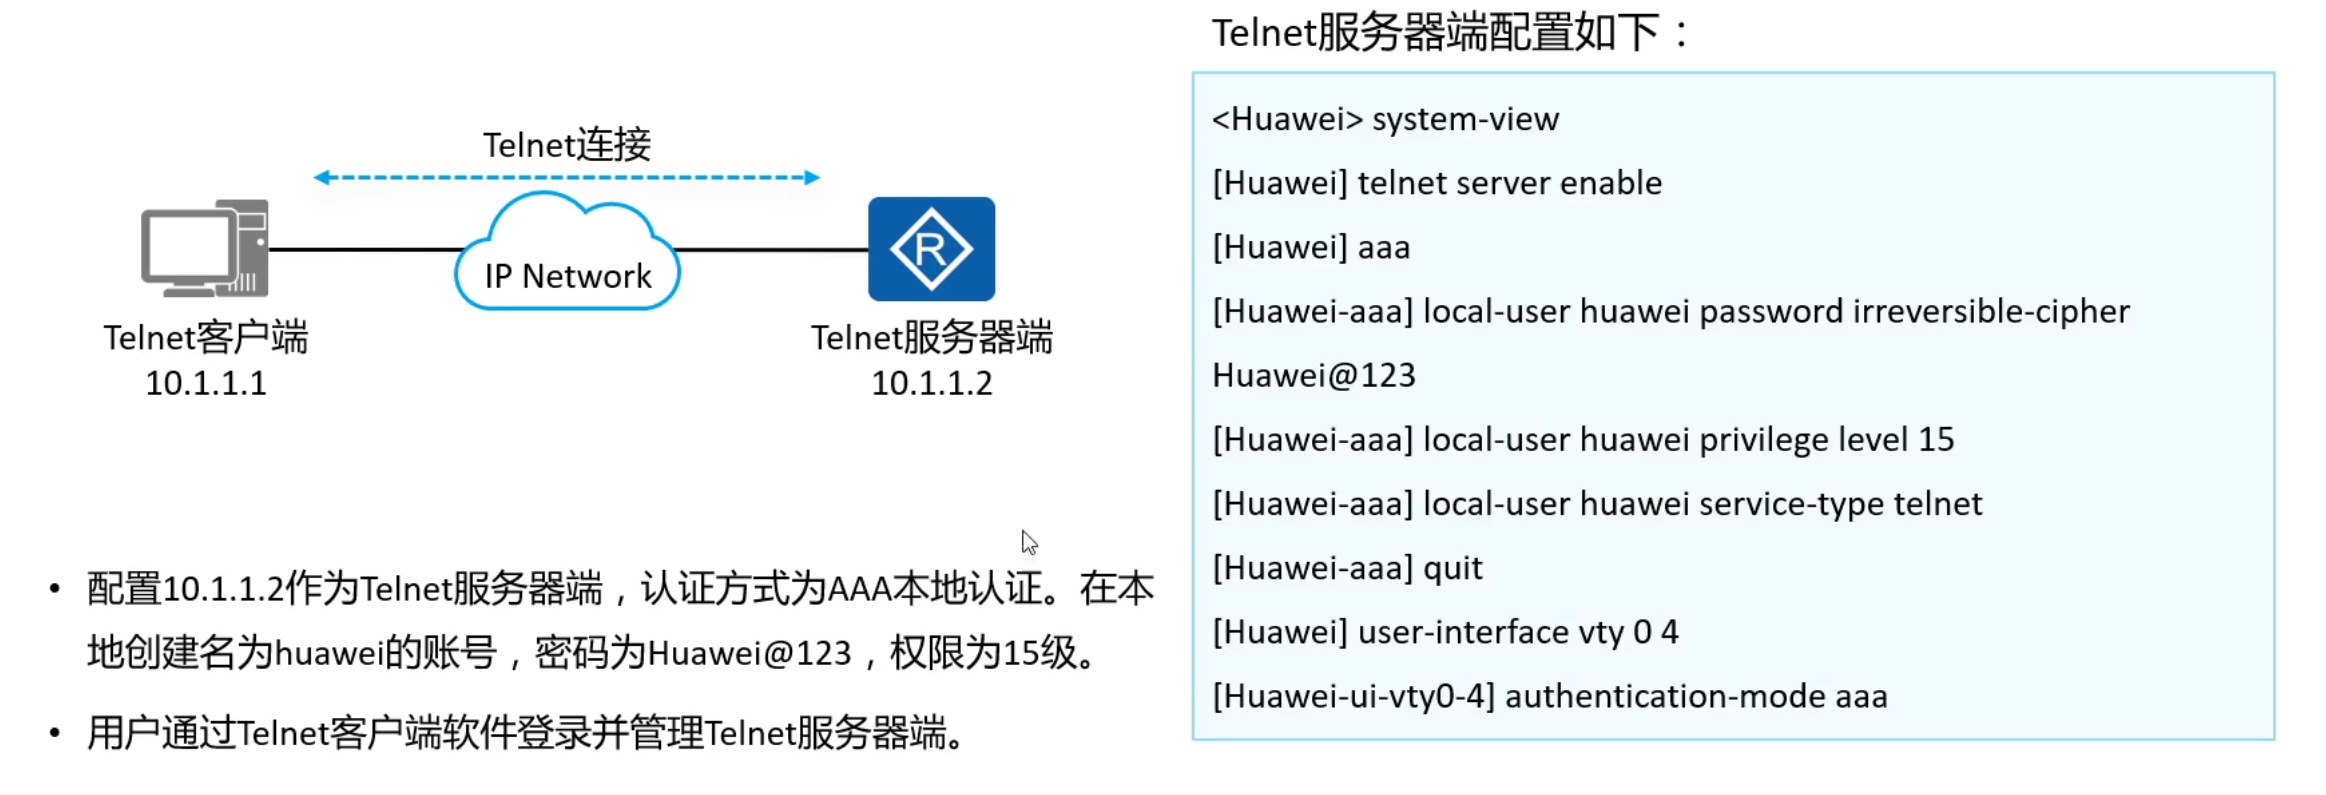 Telnet连接
IP Network
R
Telnet客户端
10.1.1.1
Telnet服务器端
10.1.1.2
• 配置10.1.1.2作为Telnet服务器端，认证方式为AAA本地认证。在本
地创建名为huawei的账号，密码为Huawei@123，权限为15级。
• 用户通过Telnet客户端软件登录并管理Telnet服务器端。
Telnet服务器端配置如下：
<Huawei> system-view
[Huawei] telnet server enable
[Huawei] aaa
[Huawei-aaa] local-user huawei password irreversible-cipher
Huawei@123
[Huawei-aaa] local-user huawei privilege level 15
[Huawei-aaa] local-user huawei service-type telnet
[Huawei-aaa] quit
[Huawei] user-interface vty 0 4
[Huawei-ui-vty0-4] authentication-mode aaa